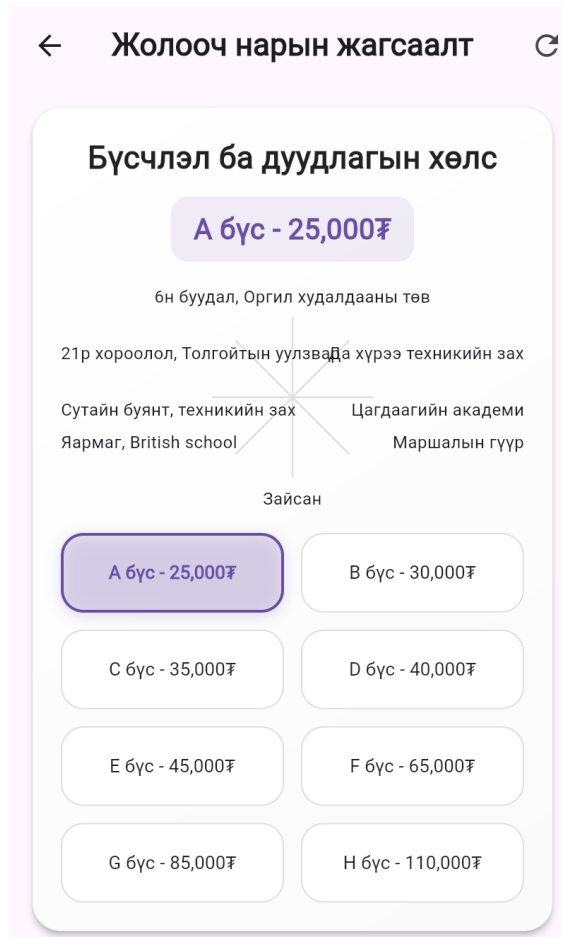 Жолооч нарын жагсаалт
Бүсчлэл ба дуудлагын хөлс
А бүс - 25,000₮
6н буудал, Оргил худалдааны төв
21р хороолол, Толгойтын уулзвар
Да хүрээ техникийн зах
Сутайн буянт, техникийн зах
Цагдаагийн академи
Яармаг, British school
Маршалын гүүр
Зайсан
А бүс - 25,000₮
B бүс - 30,000₮
C бүс - 35,000₮
D бүс - 40,000₮
E бүс - 45,000₮
F бүс - 65,000₮
G бүс - 85,000₮
H бүс - 110,000₮